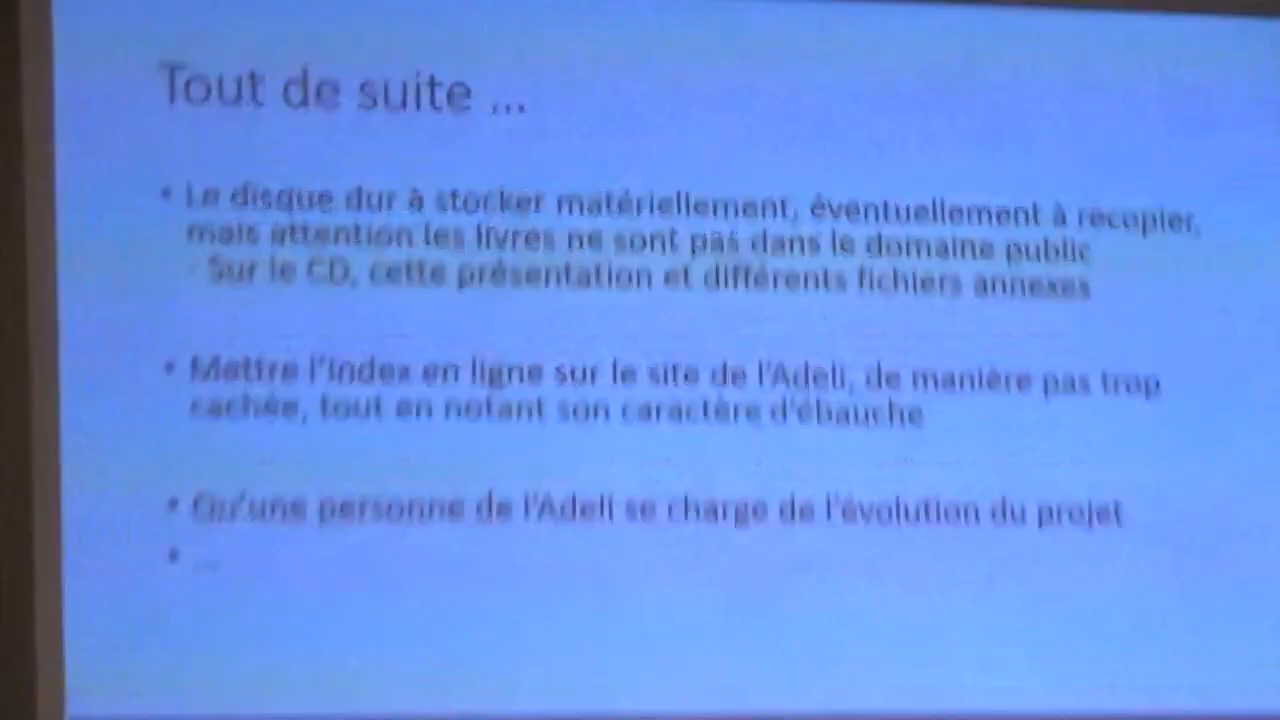 Tout de suite ...
• Le disque dur à stocker matériellement, éventuellement à recopier,
mais attention les livres ne sont pas dans le domaine public
- Sur le CD, cette présentation et différents fichiers annexes
• Mettre l'Index en ligne sur le site de l'Adeli, de manière pas trop
cachée, tout en notant son caractère d'ébauche
• Qu'une personne de l'Adeli se charge de l'évolution du projet
• ...